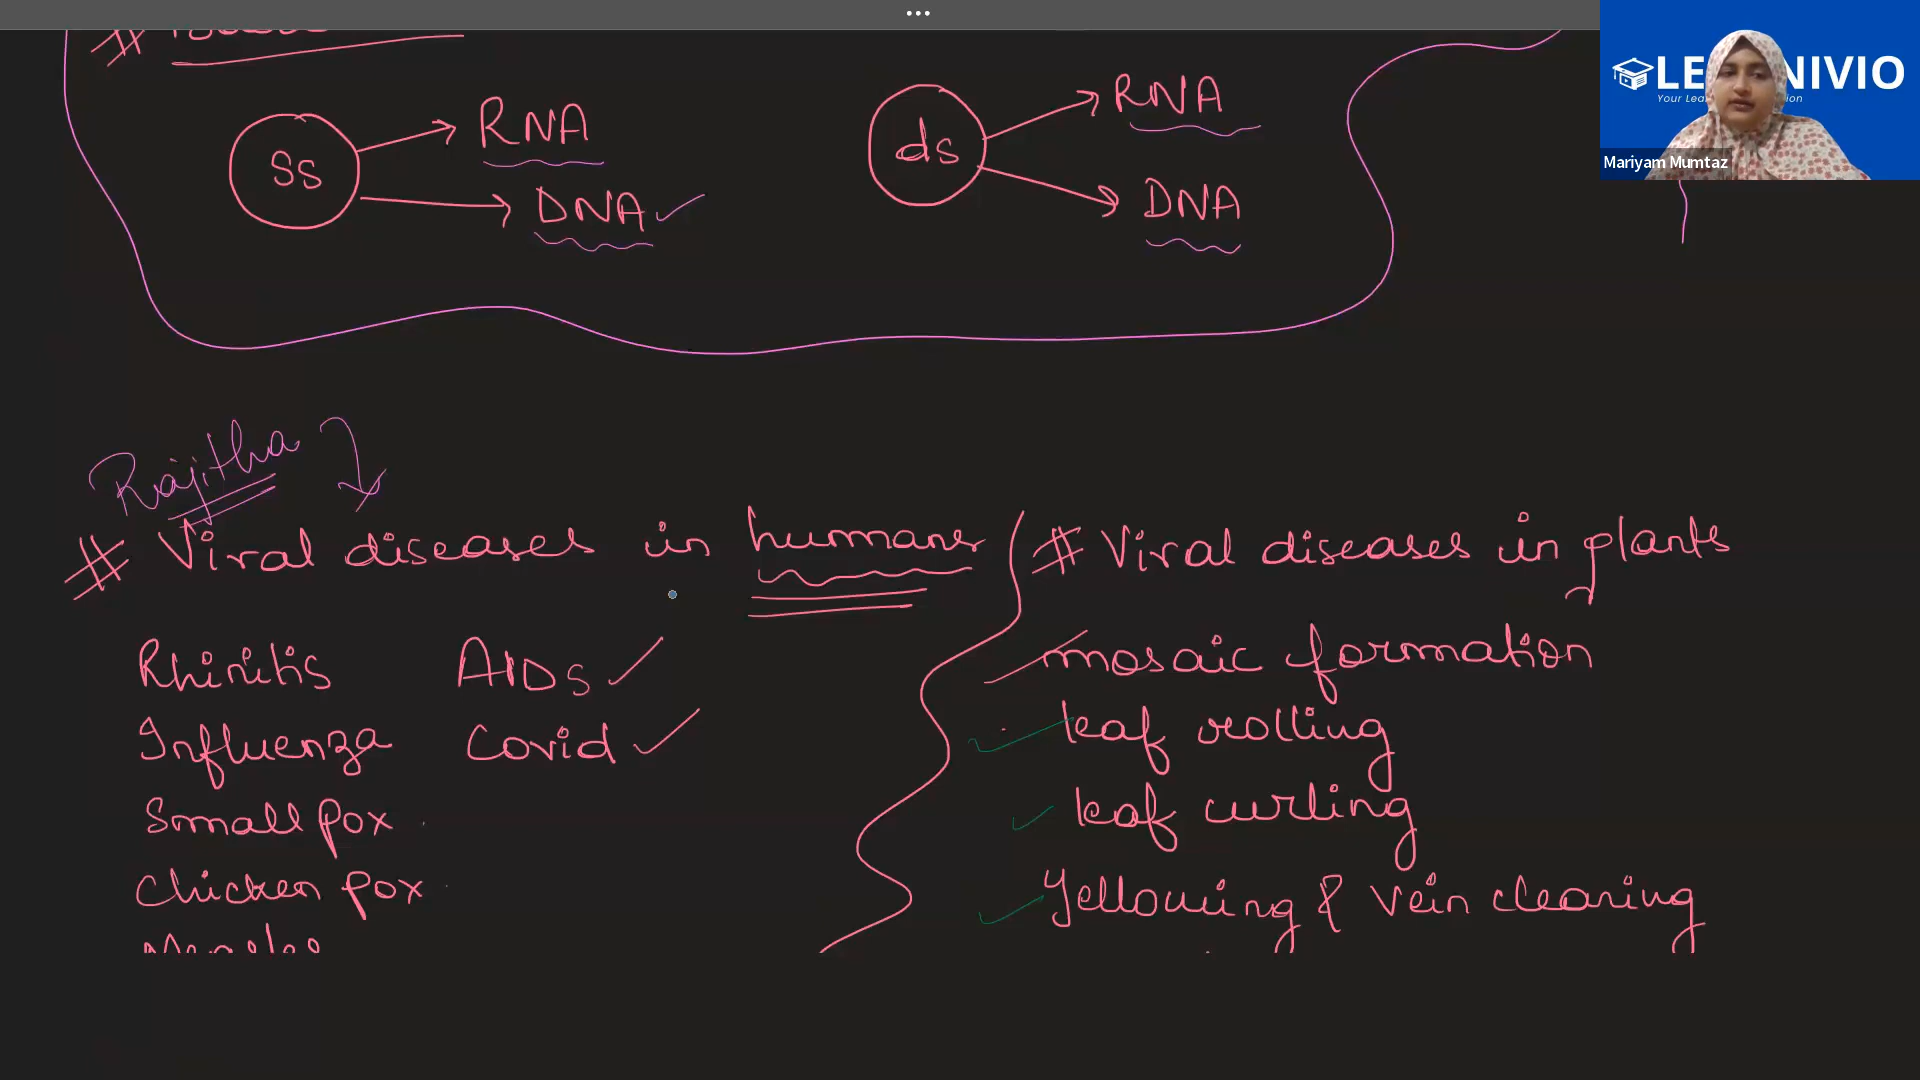 •••
#
ss
RNA
DNA
ds
RNA
DNA
Mariyam Mumtaz
Rajitha
# Viral diseases in humans
Rhinitis AIDs
Influenza Covid
Small pox
Chicken pox
# Viral diseases in plants
mosaic formation
leaf rolling
leaf curling
Yellowing & vein clearing